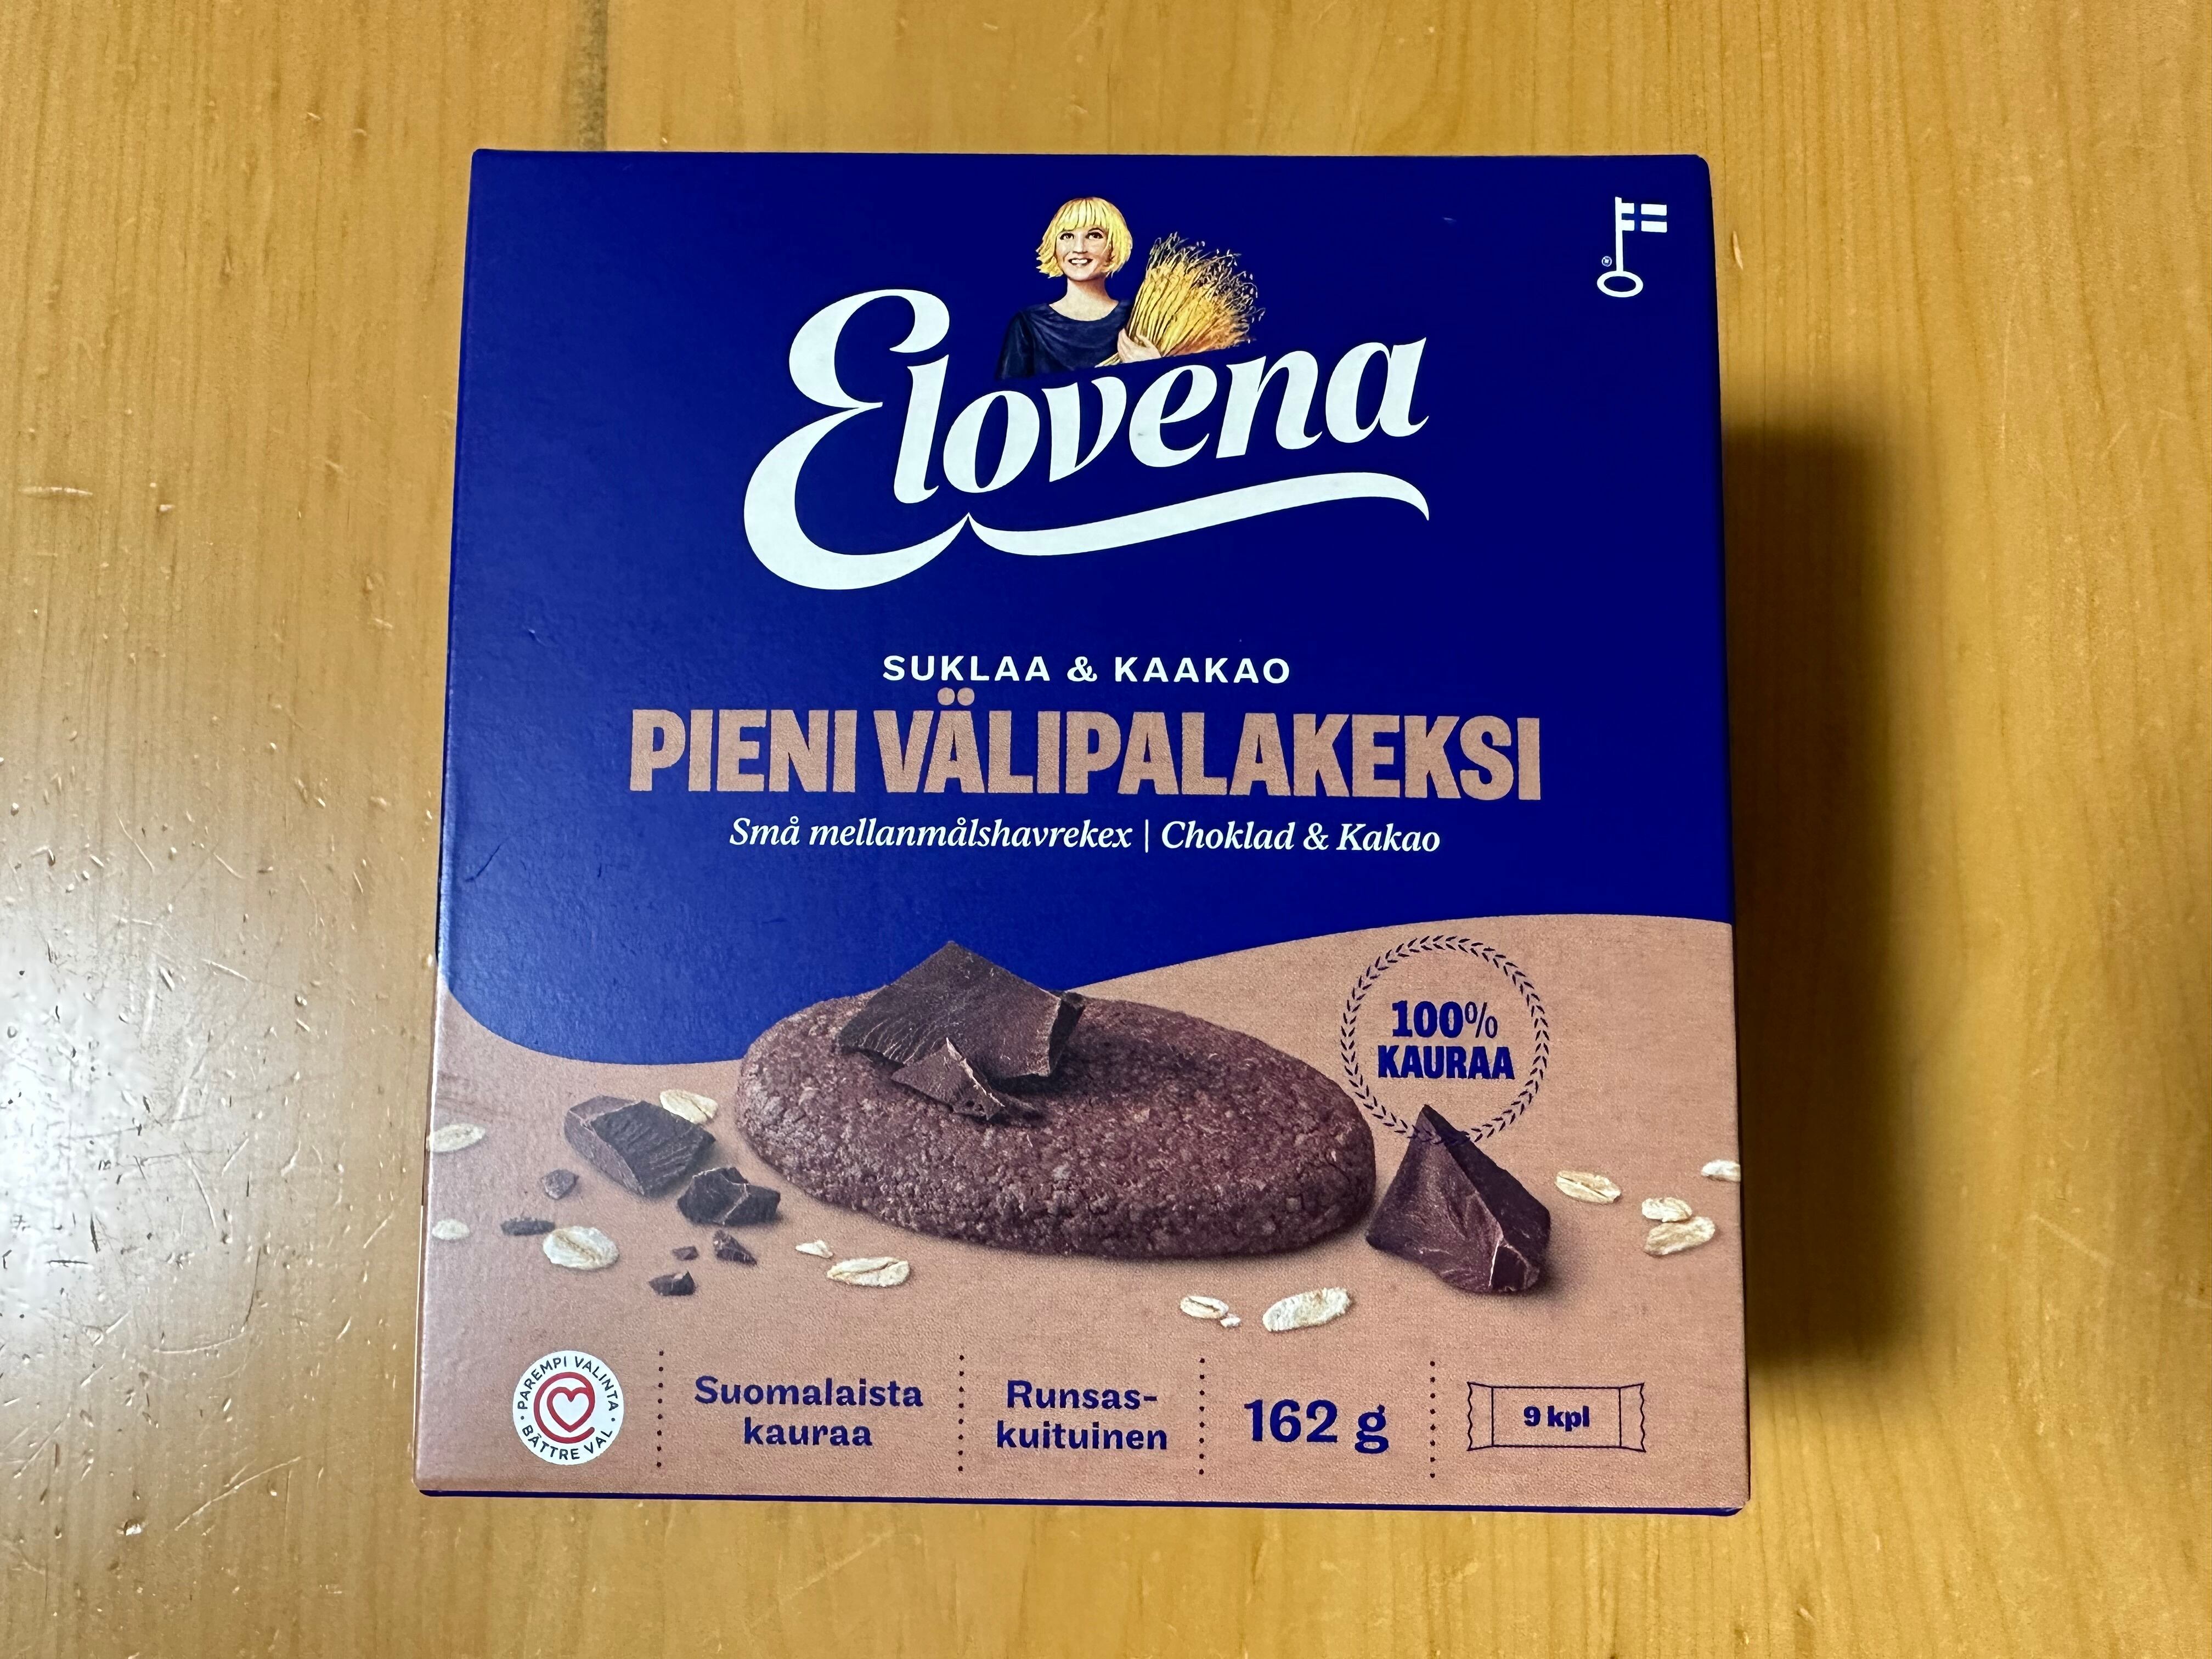 Elovena
SUKLAA & KAAKAO
PIENI VÄLIPALAKEKSI
Små mellanmålshavrekex | Choklad & Kakao
100%
KAURAA
PAREMPI VALINTA
BÄTTRE VAL
Suomalaista
kauraa
Runsas-
kuituinen
162 g
9 kpl